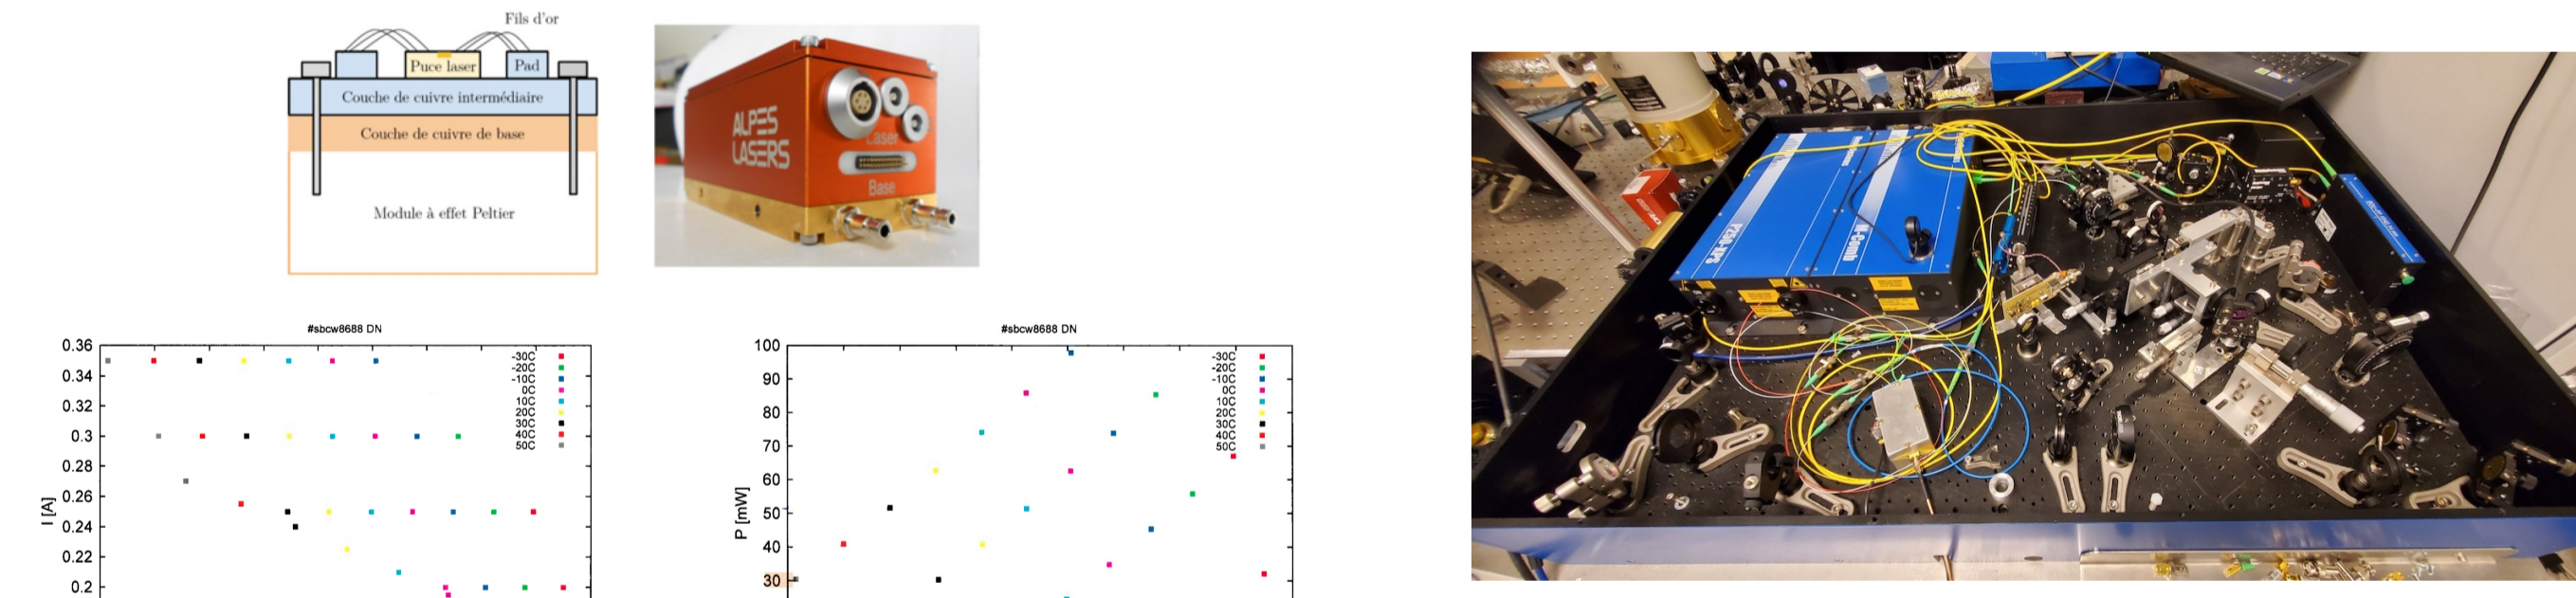 Fils d'or
Puce laser
Pad
Couche de cuivre intermédiaire
Couche de cuivre de base
Module à effet Peltier
ALPES
LASERS
Laser
Base
#sbcw8688 DN
0.36
0.34
0.32
0.3
0.28
0.26
0.24
0.22
0.2
I [A]
-30C
-20C
-10C
0C
10C
20C
30C
40C
50C
#sbcw8688 DN
100
90
80
70
60
50
40
30
P [mW]
-30C
-20C
-10C
0C
10C
20C
30C
40C
50C
P250-XPS
M-Comb